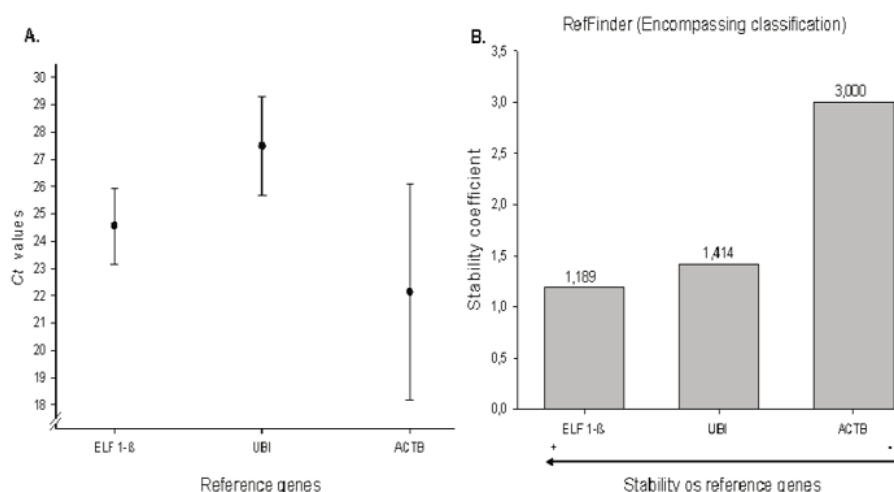 A.
30
29
28
27
26
25
24
23
22
21
20
19
18
Ct values
ELF 1-ß
UBI
ACTB
Reference genes
B.
RefFinder (Encompassing classification)
3,5
3,0
2,5
2,0
1,5
1,0
0,5
0,0
Stability coefficient
1,189
1,414
3,000
ELF 1-ß
UBI
ACTB
+ -
Stability os reference genes